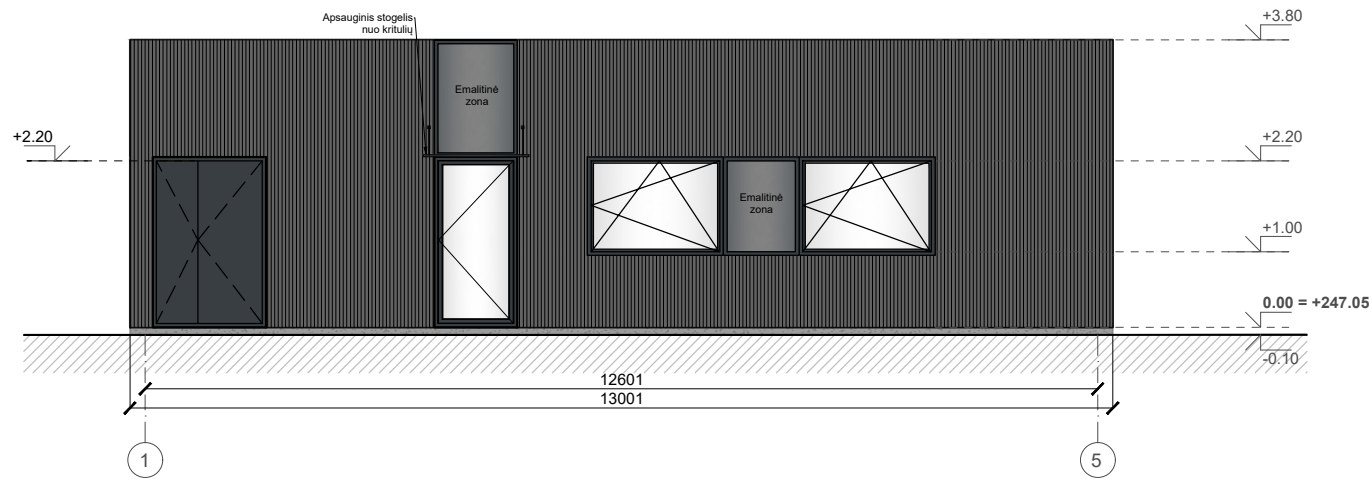 +3.80
Apsauginis stogelis
nuo kritulių
Emalitinė
zona
+2.20
+2.20
Emalitinė
zona
+1.00
0.00 = +247.05
-0.10
12601
13001
1
5